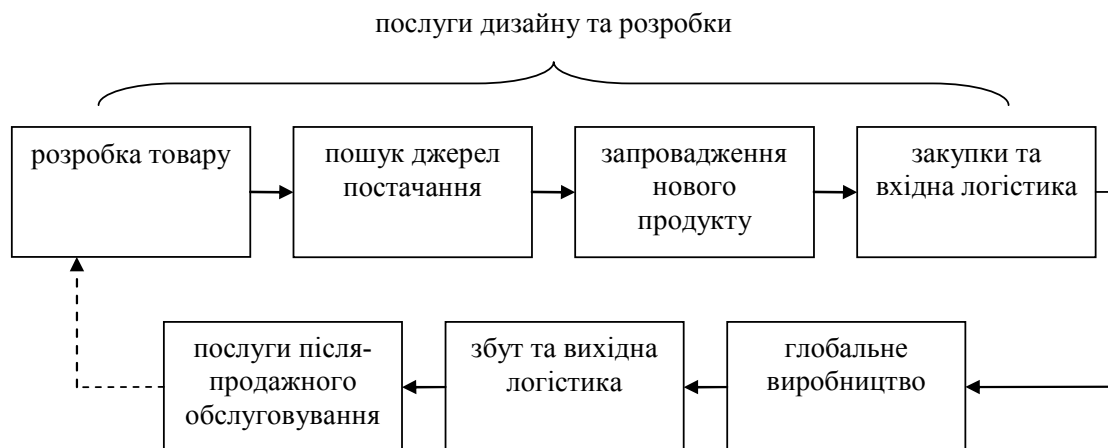 послуги дизайну та розробки
розробка товару
пошук джерел
постачання
запровадження
нового
продукту
закупки та
вхідна логістика
послуги після-
продажного
обслуговування
збут та вихідна
логістика
глобальне
виробництво